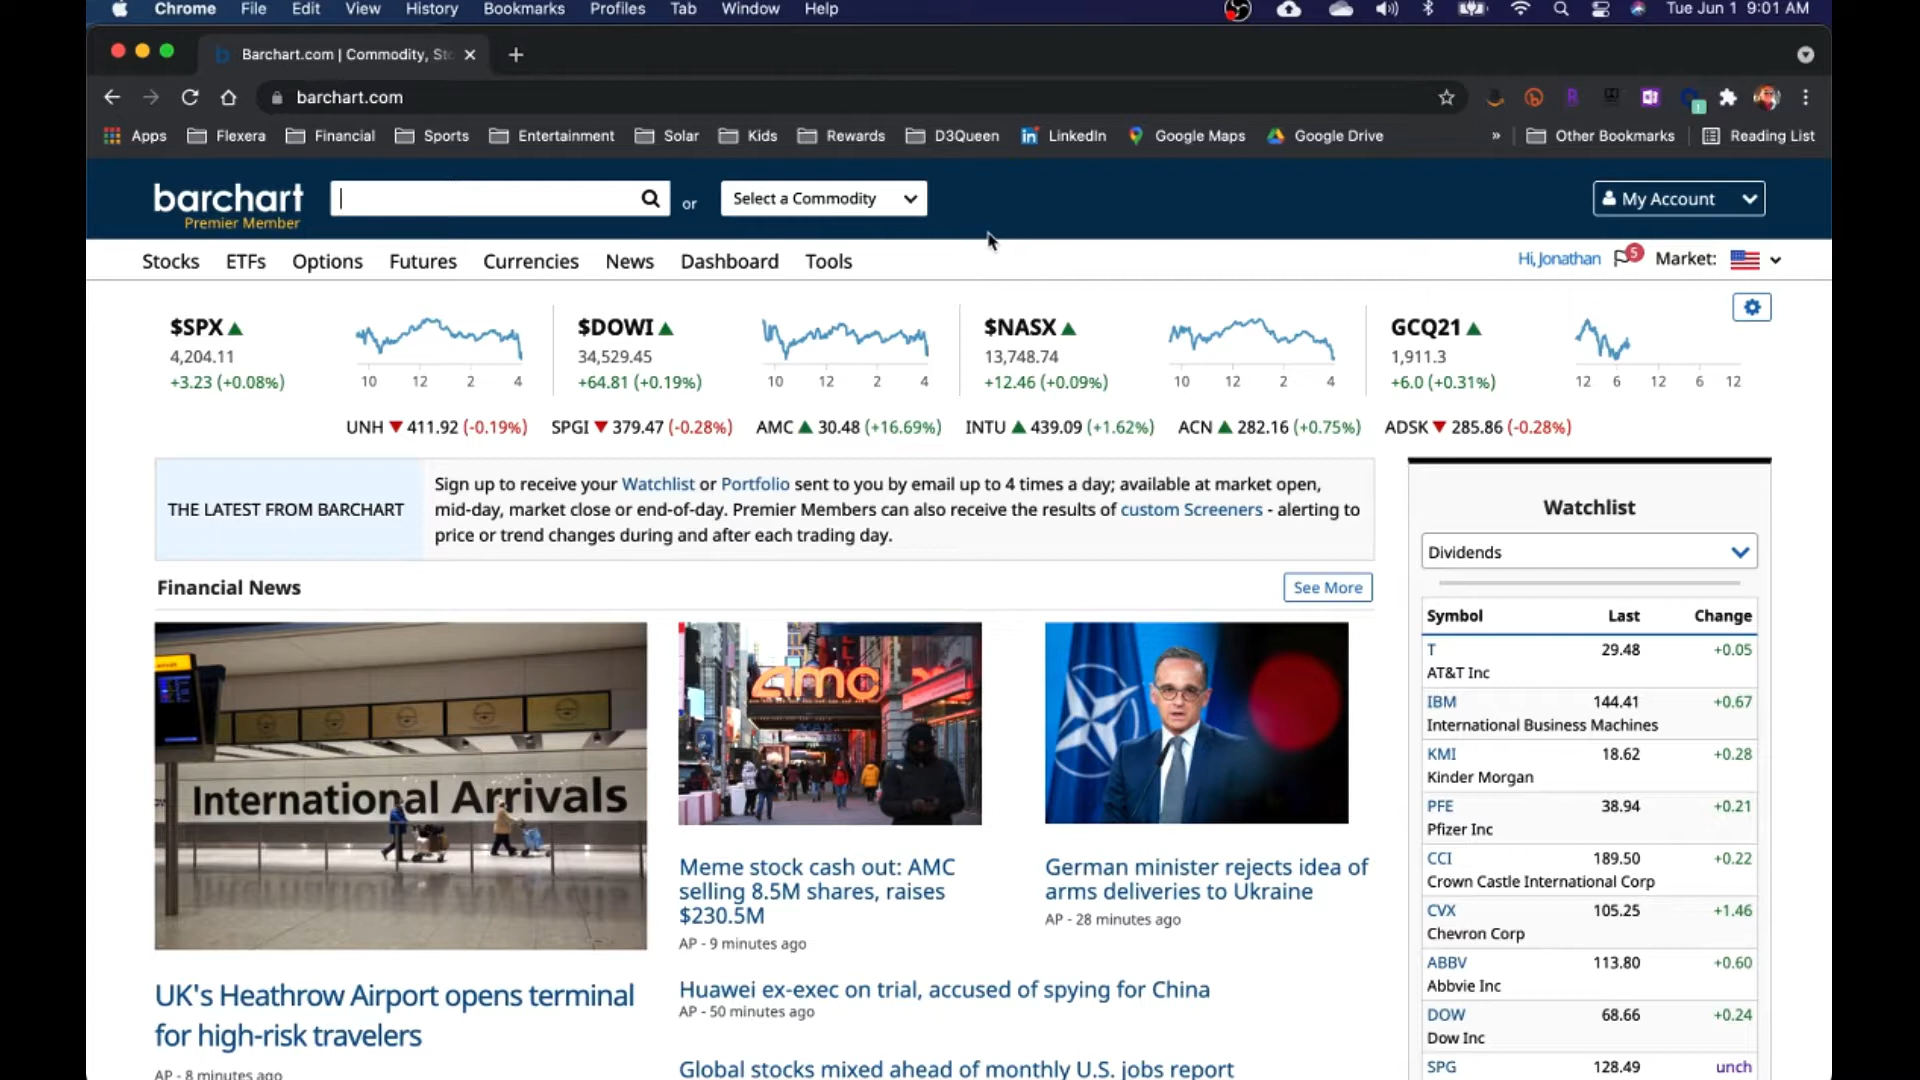 Chrome File Edit View History Bookmarks Profiles Tab Window Help Tue Jun 1 9:01 AM
Barchart.com | Commodity, Sto
barchart.com
Apps Flexera Financial Sports Entertainment Solar Kids Rewards D3Queen LinkedIn Google Maps Google Drive » Other Bookmarks Reading List
barchart or Select a Commodity My Account
Premier Member
Stocks ETFs Options Futures Currencies News Dashboard Tools Hi, Jonathan 5 Market:
$SPX $DOWI $NASX GCQ21
4,204.11 34,529.45 13,748.74 1,911.3
+3.23 (+0.08%) 10 12 2 4 +64.81 (+0.19%) 10 12 2 4 +12.46 (+0.09%) 10 12 2 4 +6.0 (+0.31%) 12 6 12 6 12
UNH ▼ 411.92 (-0.19%) SPGI ▼ 379.47 (-0.28%) AMC ▲ 30.48 (+16.69%) INTU ▲ 439.09 (+1.62%) ACN ▲ 282.16 (+0.75%) ADSK ▼ 285.86 (-0.28%)
THE LATEST FROM BARCHART
Sign up to receive your Watchlist or Portfolio sent to you by email up to 4 times a day; available at market open,
mid-day, market close or end-of-day. Premier Members can also receive the results of custom Screeners - alerting to
price or trend changes during and after each trading day.
Financial News See More
International Arrivals
amc
UK's Heathrow Airport opens terminal
for high-risk travelers
AP - 8 minutes ago
Meme stock cash out: AMC
selling 8.5M shares, raises
$230.5M
AP - 9 minutes ago
German minister rejects idea of
arms deliveries to Ukraine
AP - 28 minutes ago
Huawei ex-exec on trial, accused of spying for China
AP - 50 minutes ago
Global stocks mixed ahead of monthly U.S. jobs report
Watchlist
Dividends
Symbol Last Change
T 29.48 +0.05
AT&T Inc
IBM 144.41 +0.67
International Business Machines
KMI 18.62 +0.28
Kinder Morgan
PFE 38.94 +0.21
Pfizer Inc
CCI 189.50 +0.22
Crown Castle International Corp
CVX 105.25 +1.46
Chevron Corp
ABBV 113.80 +0.60
Abbvie Inc
DOW 68.66 +0.24
Dow Inc
SPG 128.49 unch